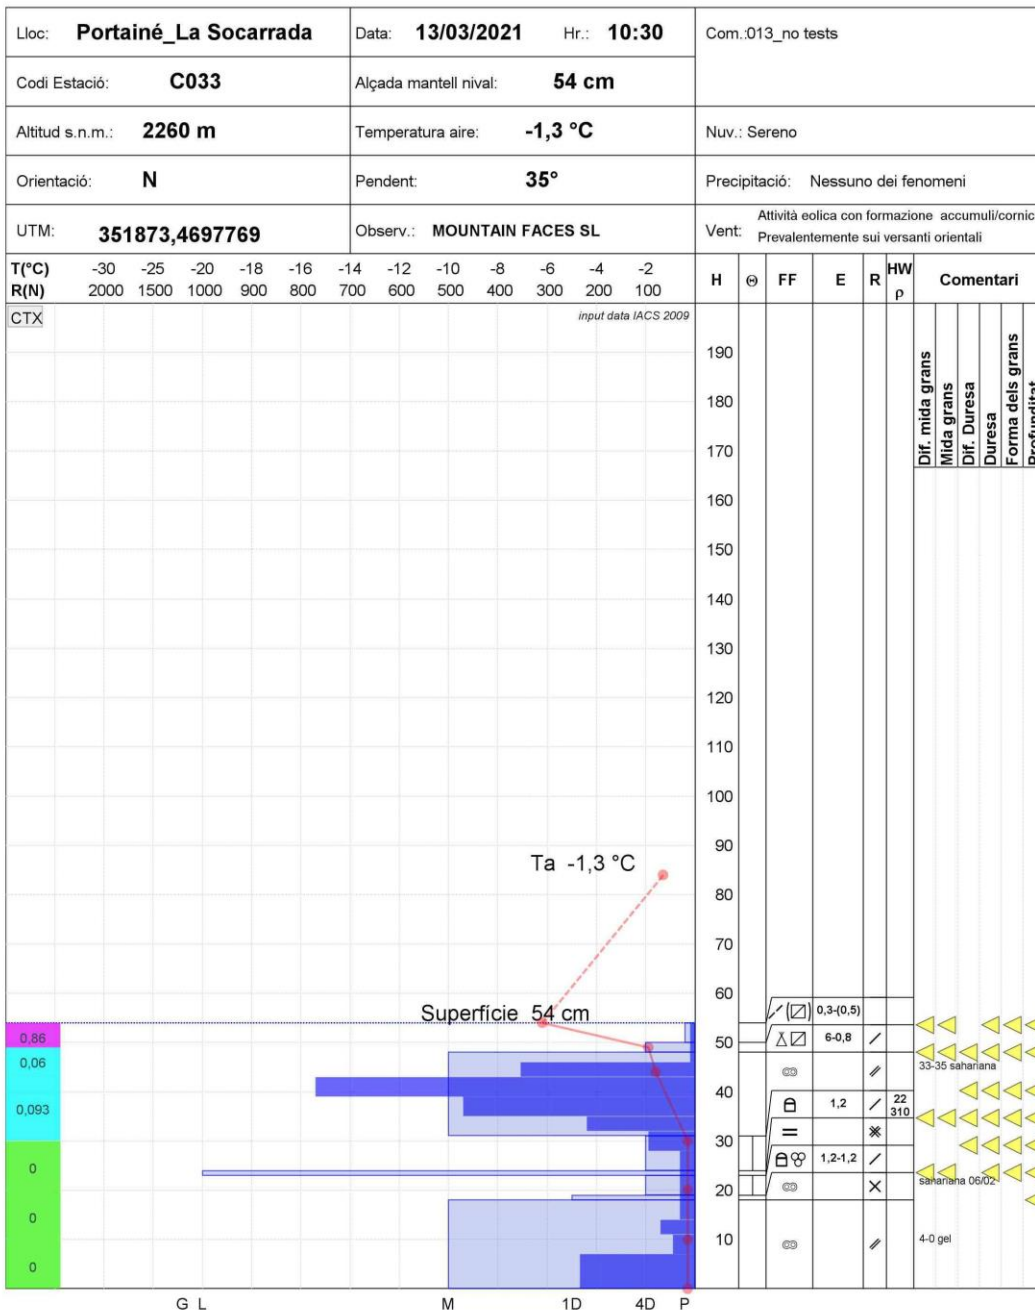 Lloc: Portainé_La Socarrada Data: 13/03/2021 Hr.: 10:30 Com.:013_no tests
Codi Estació: C033 Alçada mantell nival: 54 cm
Altitud s.n.m.: 2260 m Temperatura aire: -1,3 °C Nuv.: Sereno
Orientació: N Pendent: 35° Precipitació: Nessuno dei fenomeni
UTM: 351873,4697769 Observ.: MOUNTAIN FACES SL Vent: Attività eolica con formazione accumuli/cornic
Prevalentemente sui versanti orientali
T(°C) -30 -25 -20 -18 -16 -14 -12 -10 -8 -6 -4 -2 H Θ FF E R HW Comentari
R(N) 2000 1500 1000 900 800 700 600 500 400 300 200 100 ρ
CTX input data IACS 2009
Dif. mida grans
Mida grans
Dif. Duresa
Duresa
Forma dels grans
Profunditat
190
180
170
160
150
140
130
120
110
100
90
Ta -1,3 °C
80
70
60
Superfície 54 cm
0,3-(0,5)
0,86 50 6-0,8
0,06 33-35 sahariana
40
0,093 1,2 22
310
30
0 1,2-1,2
sahariana 06/02
20
0
10 4-0 gel
0
G L M 1D 4D P